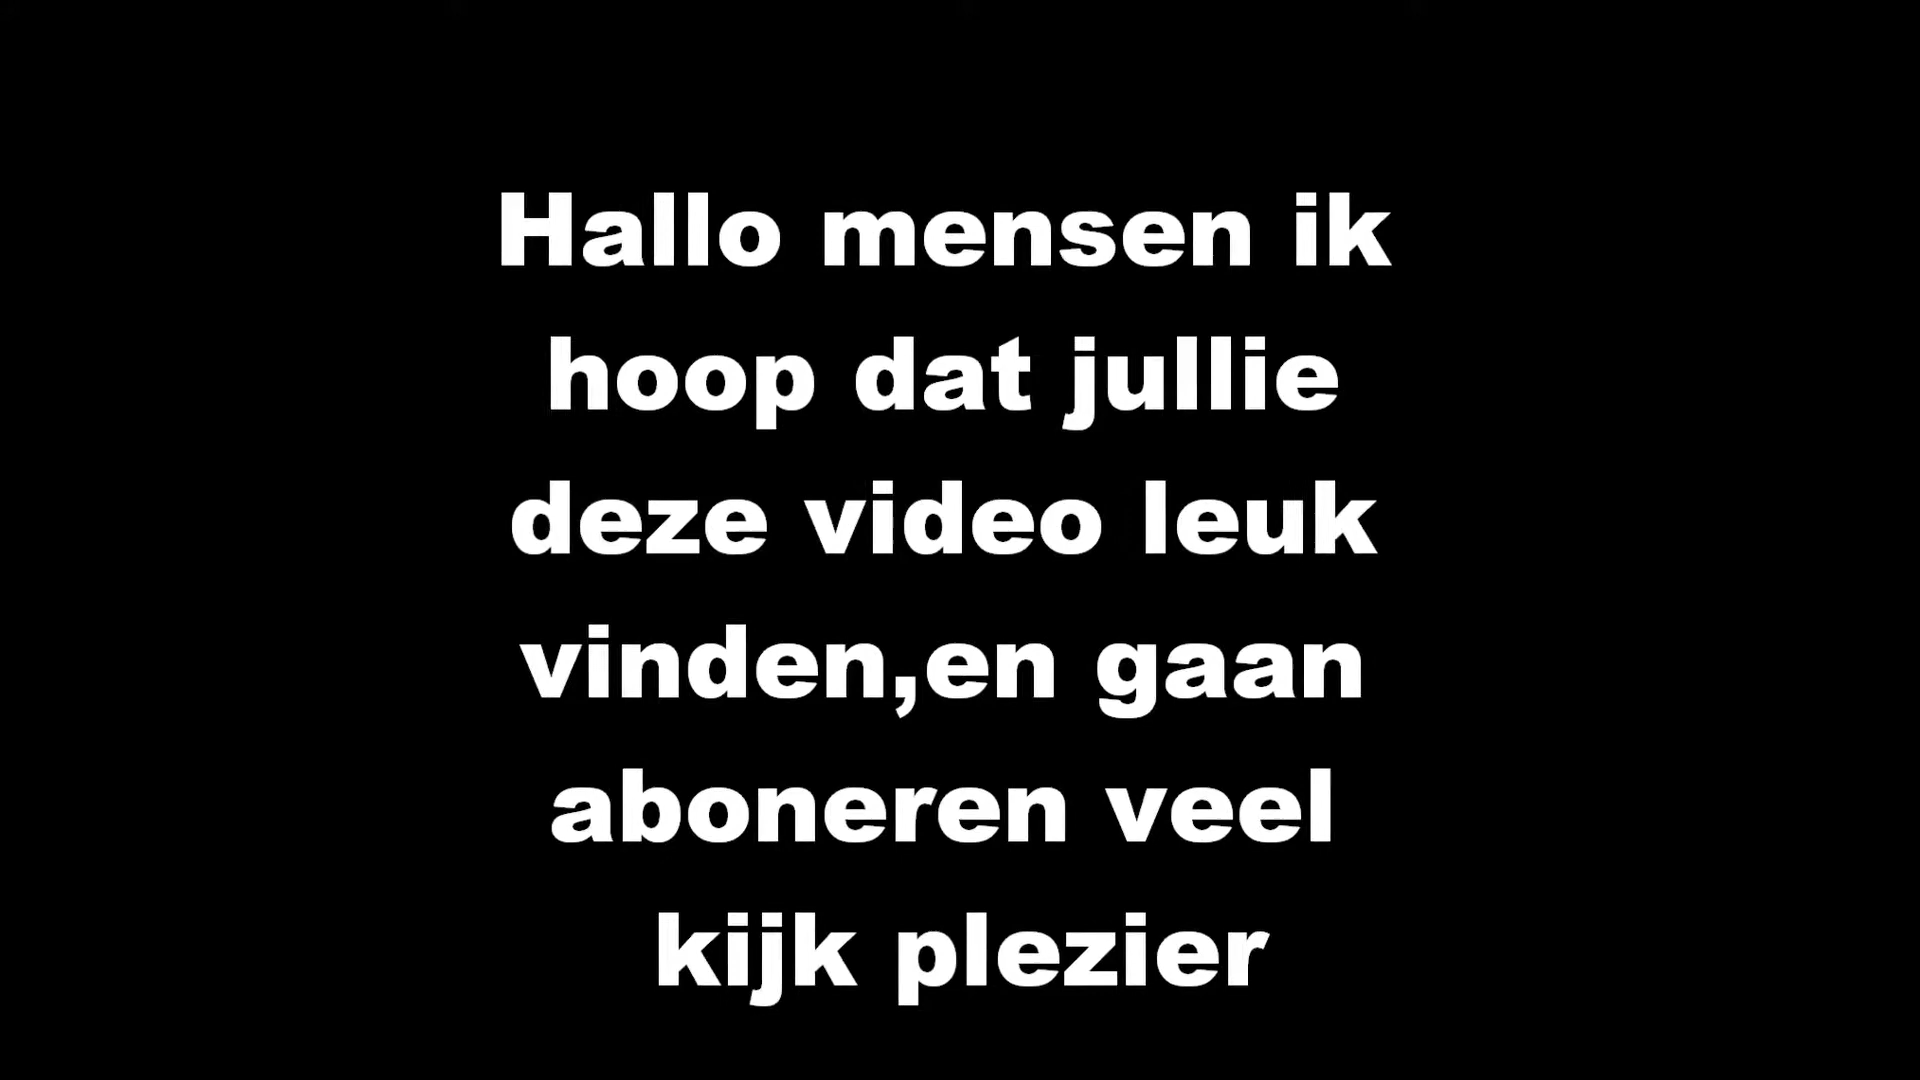 Hallo mensen ik
hoop dat jullie
deze video leuk
vinden,en gaan
aboneren veel
kijk plezier